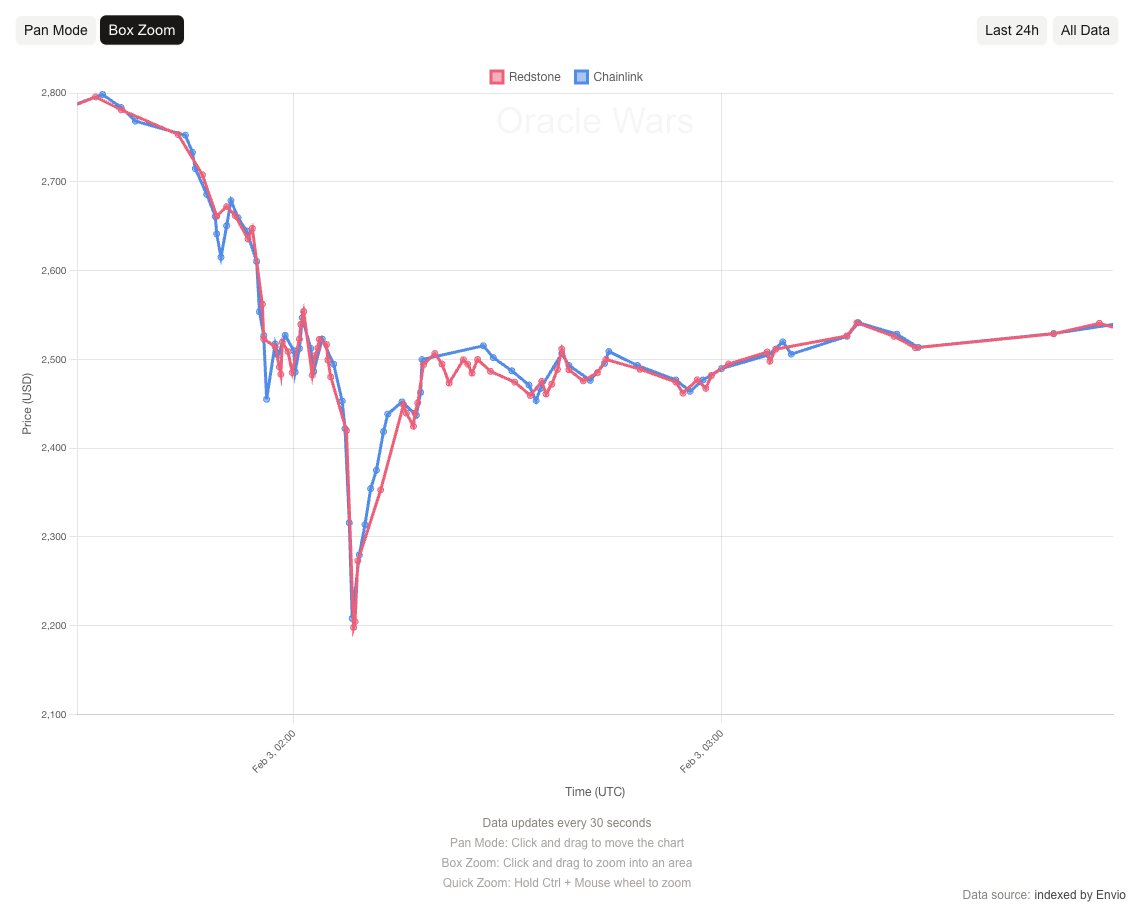 Pan Mode Box Zoom Last 24h All Data
Redstone Chainlink
Oracle Wars
2,800
2,700
2,600
2,500
2,400
2,300
2,200
2,100
Price (USD)
Feb 3, 02:00 Feb 3, 03:00
Time (UTC)
Data updates every 30 seconds
Pan Mode: Click and drag to move the chart
Box Zoom: Click and drag to zoom into an area
Quick Zoom: Hold Ctrl + Mouse wheel to zoom
Data source: indexed by Envio